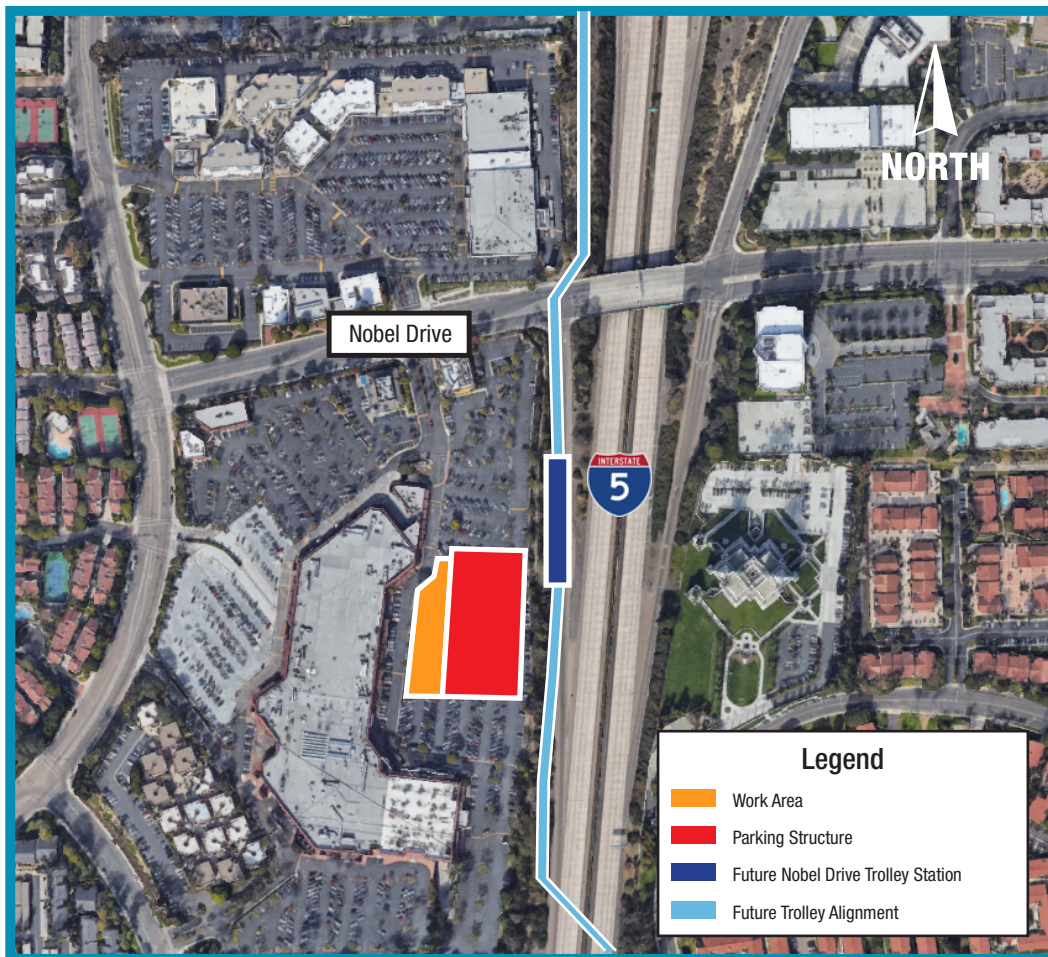 NORTH
Nobel Drive
INTERSTATE
5
Legend
Work Area
Parking Structure
Future Nobel Drive Trolley Station
Future Trolley Alignment